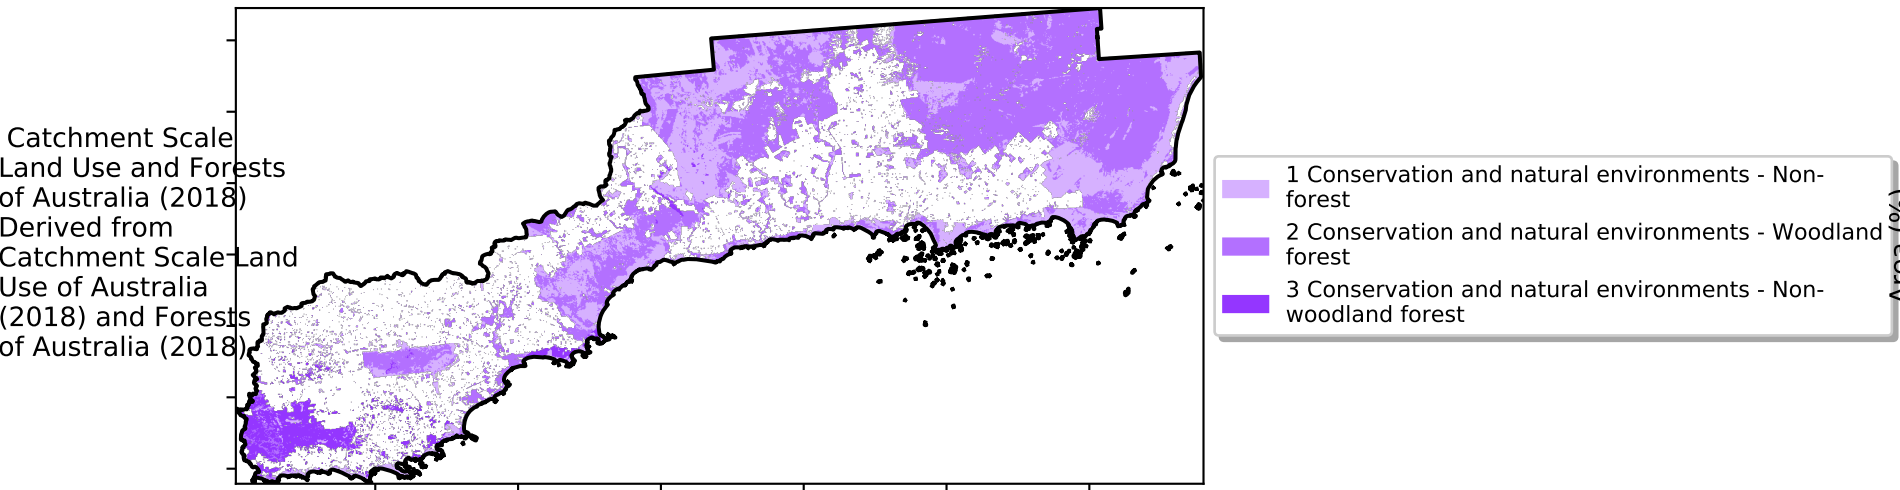 Catchment Scale
Land Use and Forests
of Australia (2018)
Derived from
Catchment Scale Land
Use of Australia
(2018) and Forests
of Australia (2018)
1 Conservation and natural environments - Non-
forest
2 Conservation and natural environments - Woodland
forest
3 Conservation and natural environments - Non-
woodland forest